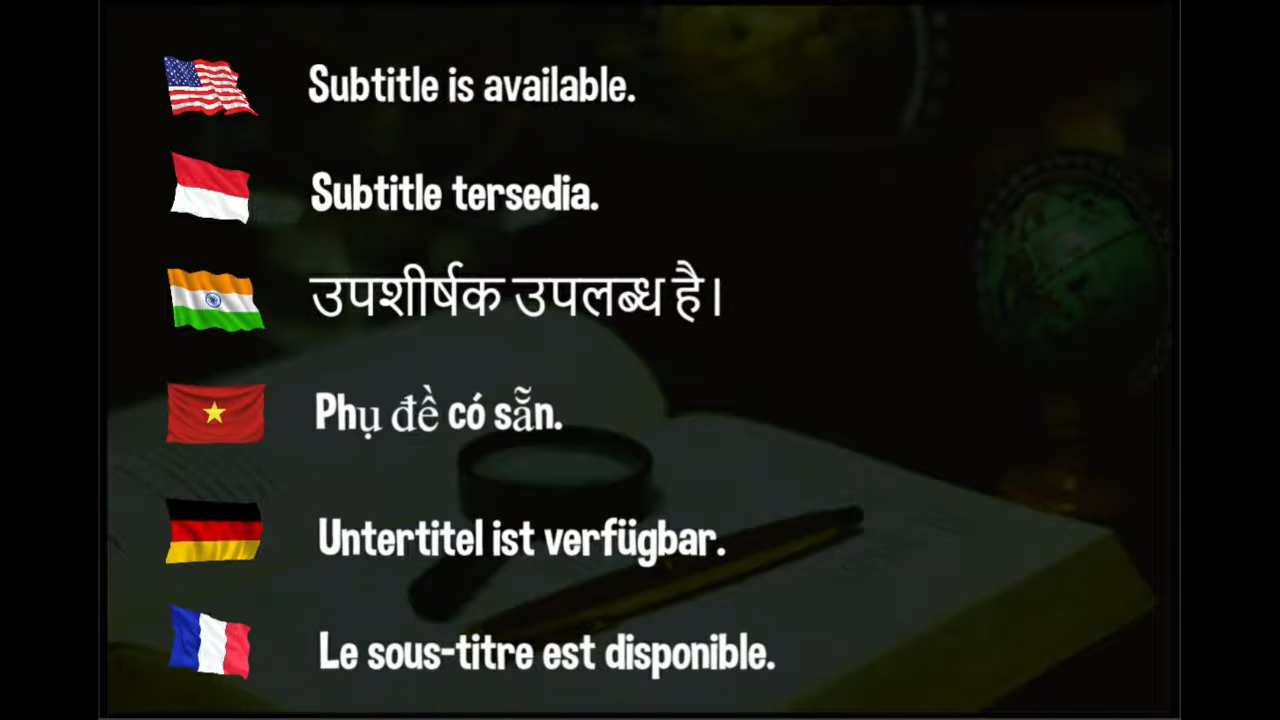 Subtitle is available.
Subtitle tersedia.
उपशीर्षक उपलब्ध है।
Phụ đề có sẵn.
Untertitel ist verfügbar.
Le sous-titre est disponible.